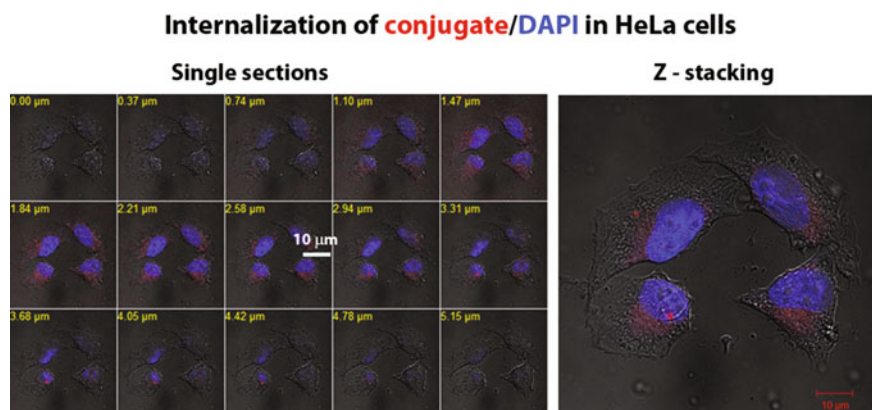 Internalization of conjugate/DAPI in HeLa cells
Single sections
Z - stacking
0.00 µm 0.37 µm 0.74 µm 1.10 µm 1.47 µm
1.84 µm 2.21 µm 2.58 µm 2.94 µm 3.31 µm
10 µm
3.68 µm 4.05 µm 4.42 µm 4.78 µm 5.15 µm
10 µm